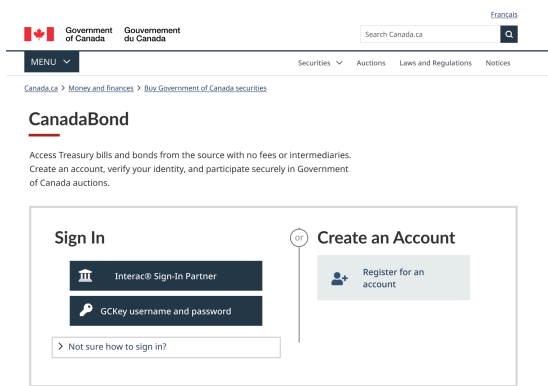 Français
Government of Canada
Gouvernement du Canada
Search Canada.ca
MENU
Securities
Auctions
Laws and Regulations
Notices
Canada.ca > Money and finances > Buy Government of Canada securities
CanadaBond
Access Treasury bills and bonds from the source with no fees or intermediaries.
Create an account, verify your identity, and participate securely in Government
of Canada auctions.
Sign In
Interac® Sign-In Partner
GCKey username and password
> Not sure how to sign in?
or
Create an Account
Register for an
account